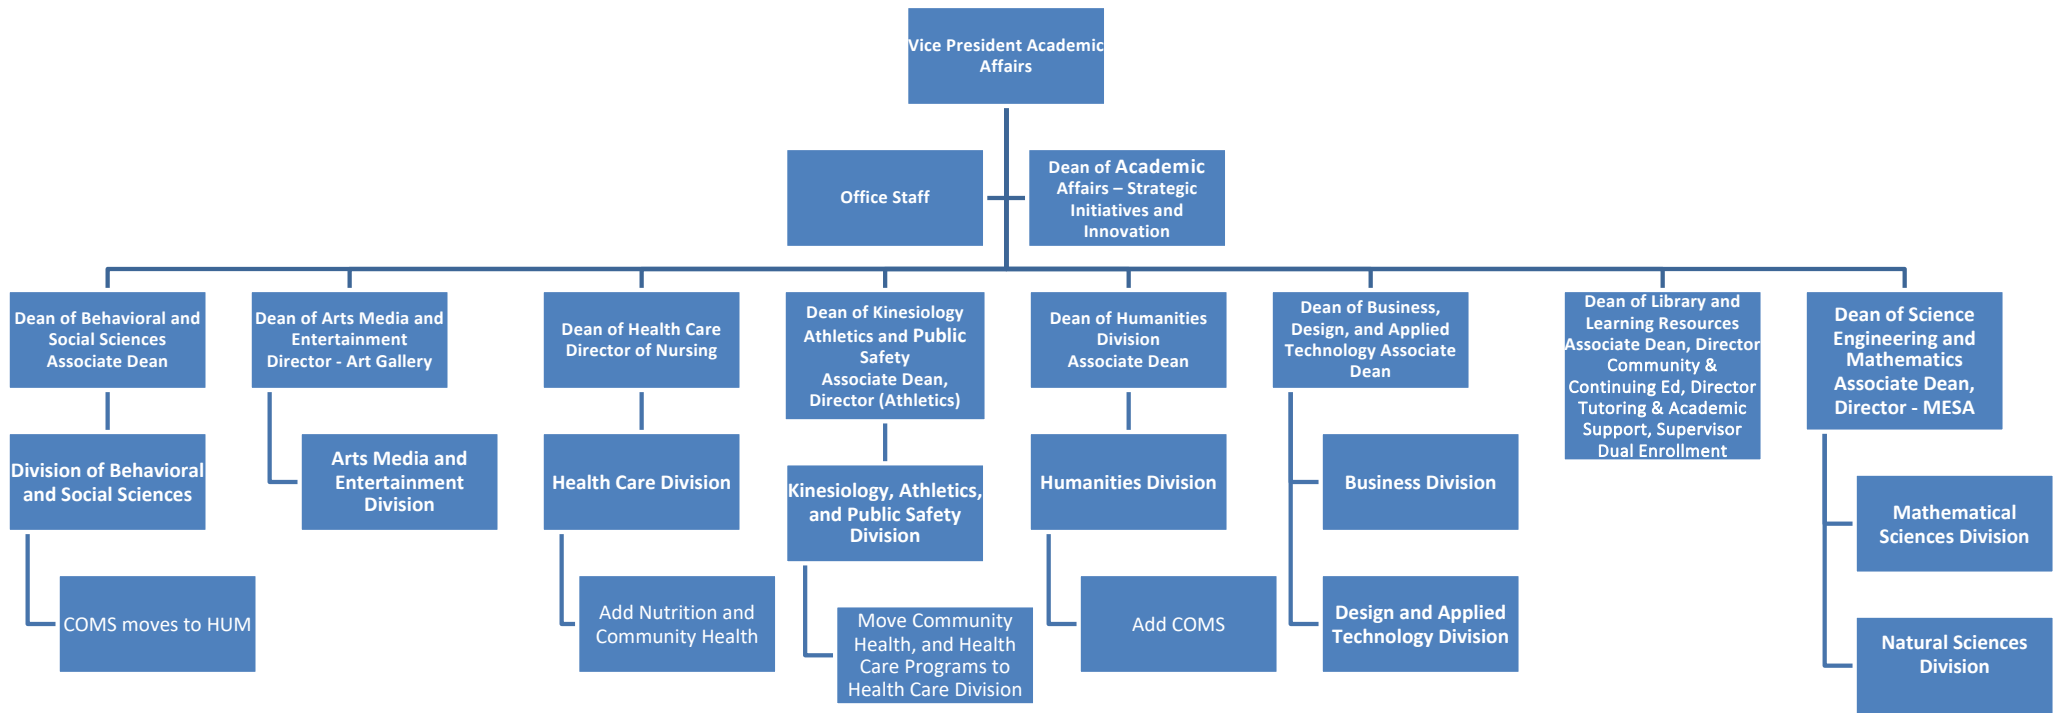 Vice President Academic
Affairs
Office Staff
Dean of Academic
Affairs – Strategic
Initiatives and
Innovation
Dean of Behavioral and
Social Sciences
Associate Dean
Dean of Arts Media and
Entertainment
Director - Art Gallery
Dean of Health Care
Director of Nursing
Dean of Kinesiology
Athletics and Public
Safety
Associate Dean,
Director (Athletics)
Dean of Humanities
Division
Associate Dean
Dean of Business,
Design, and Applied
Technology Associate
Dean
Dean of Library and
Learning Resources
Associate Dean, Director
Community &
Continuing Ed, Director
Tutoring & Academic
Support, Supervisor
Dual Enrollment
Dean of Science
Engineering and
Mathematics
Associate Dean,
Director - MESA
Division of Behavioral
and Social Sciences
Arts Media and
Entertainment
Division
Health Care Division
Kinesiology, Athletics,
and Public Safety
Division
Humanities Division
Business Division
Mathematical
Sciences Division
COMS moves to HUM
Add Nutrition and
Community Health
Move Community
Health, and Health
Care Programs to
Health Care Division
Add COMS
Design and Applied
Technology Division
Natural Sciences
Division